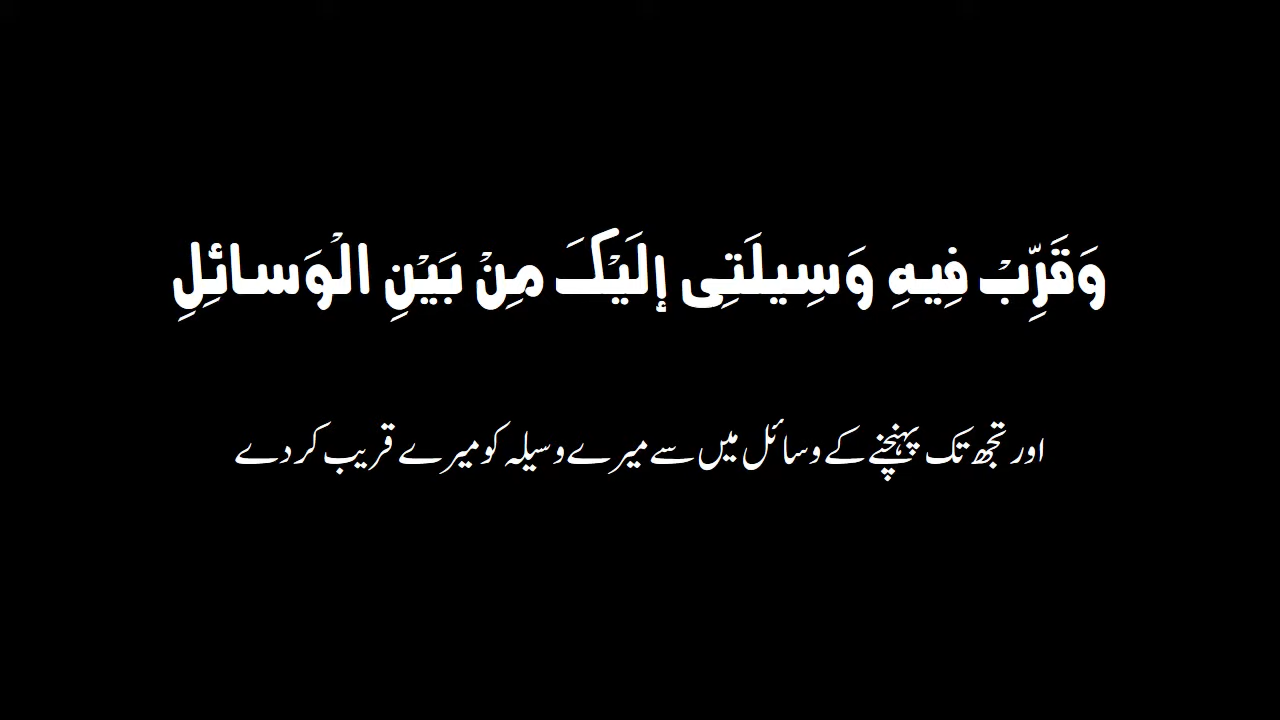 وَقَرِّبْ فِيهِ وَسِيلَتِى إلَيْكَ مِنْ بَيْنِ الْوَسائِلِ
اور تجھ تک پہنچنے کے وسائل میں سے میرے وسیلہ کو میرے قریب کر دے